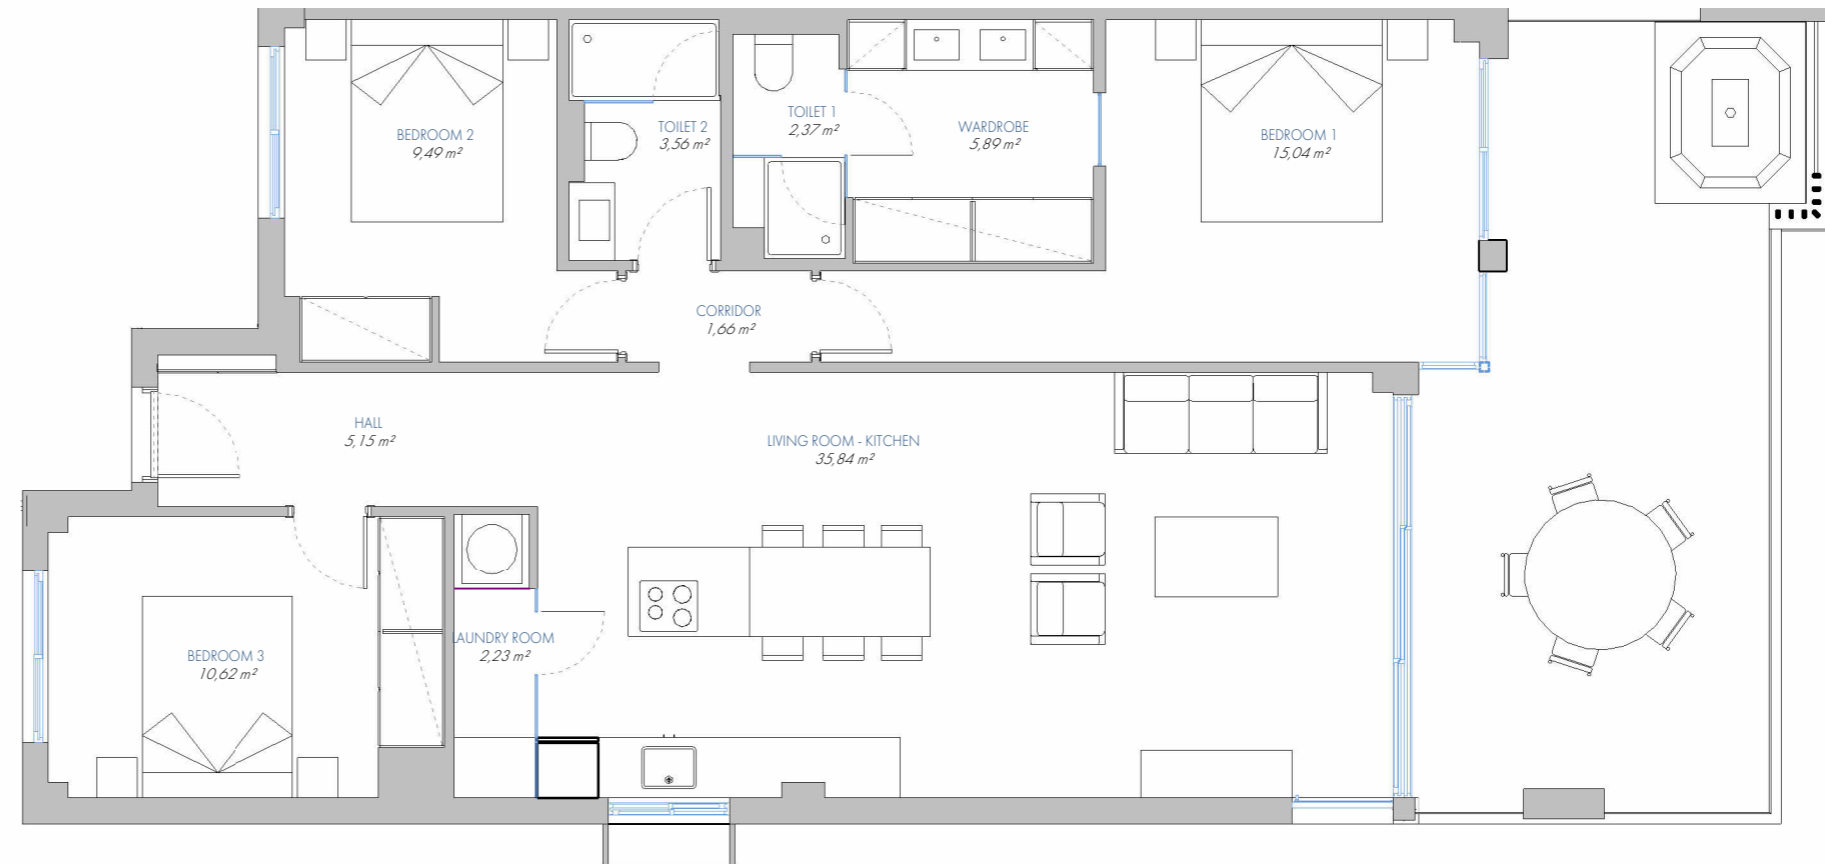 BEDROOM 2
9,49 m²
TOILET 2
3,56 m²
TOILET 1
2,37 m²
WARDROBE
5,89 m²
BEDROOM 1
15,04 m²
CORRIDOR
1,66 m²
HALL
5,15 m²
LIVING ROOM - KITCHEN
35,84 m²
LAUNDRY ROOM
2,23 m²
BEDROOM 3
10,62 m²